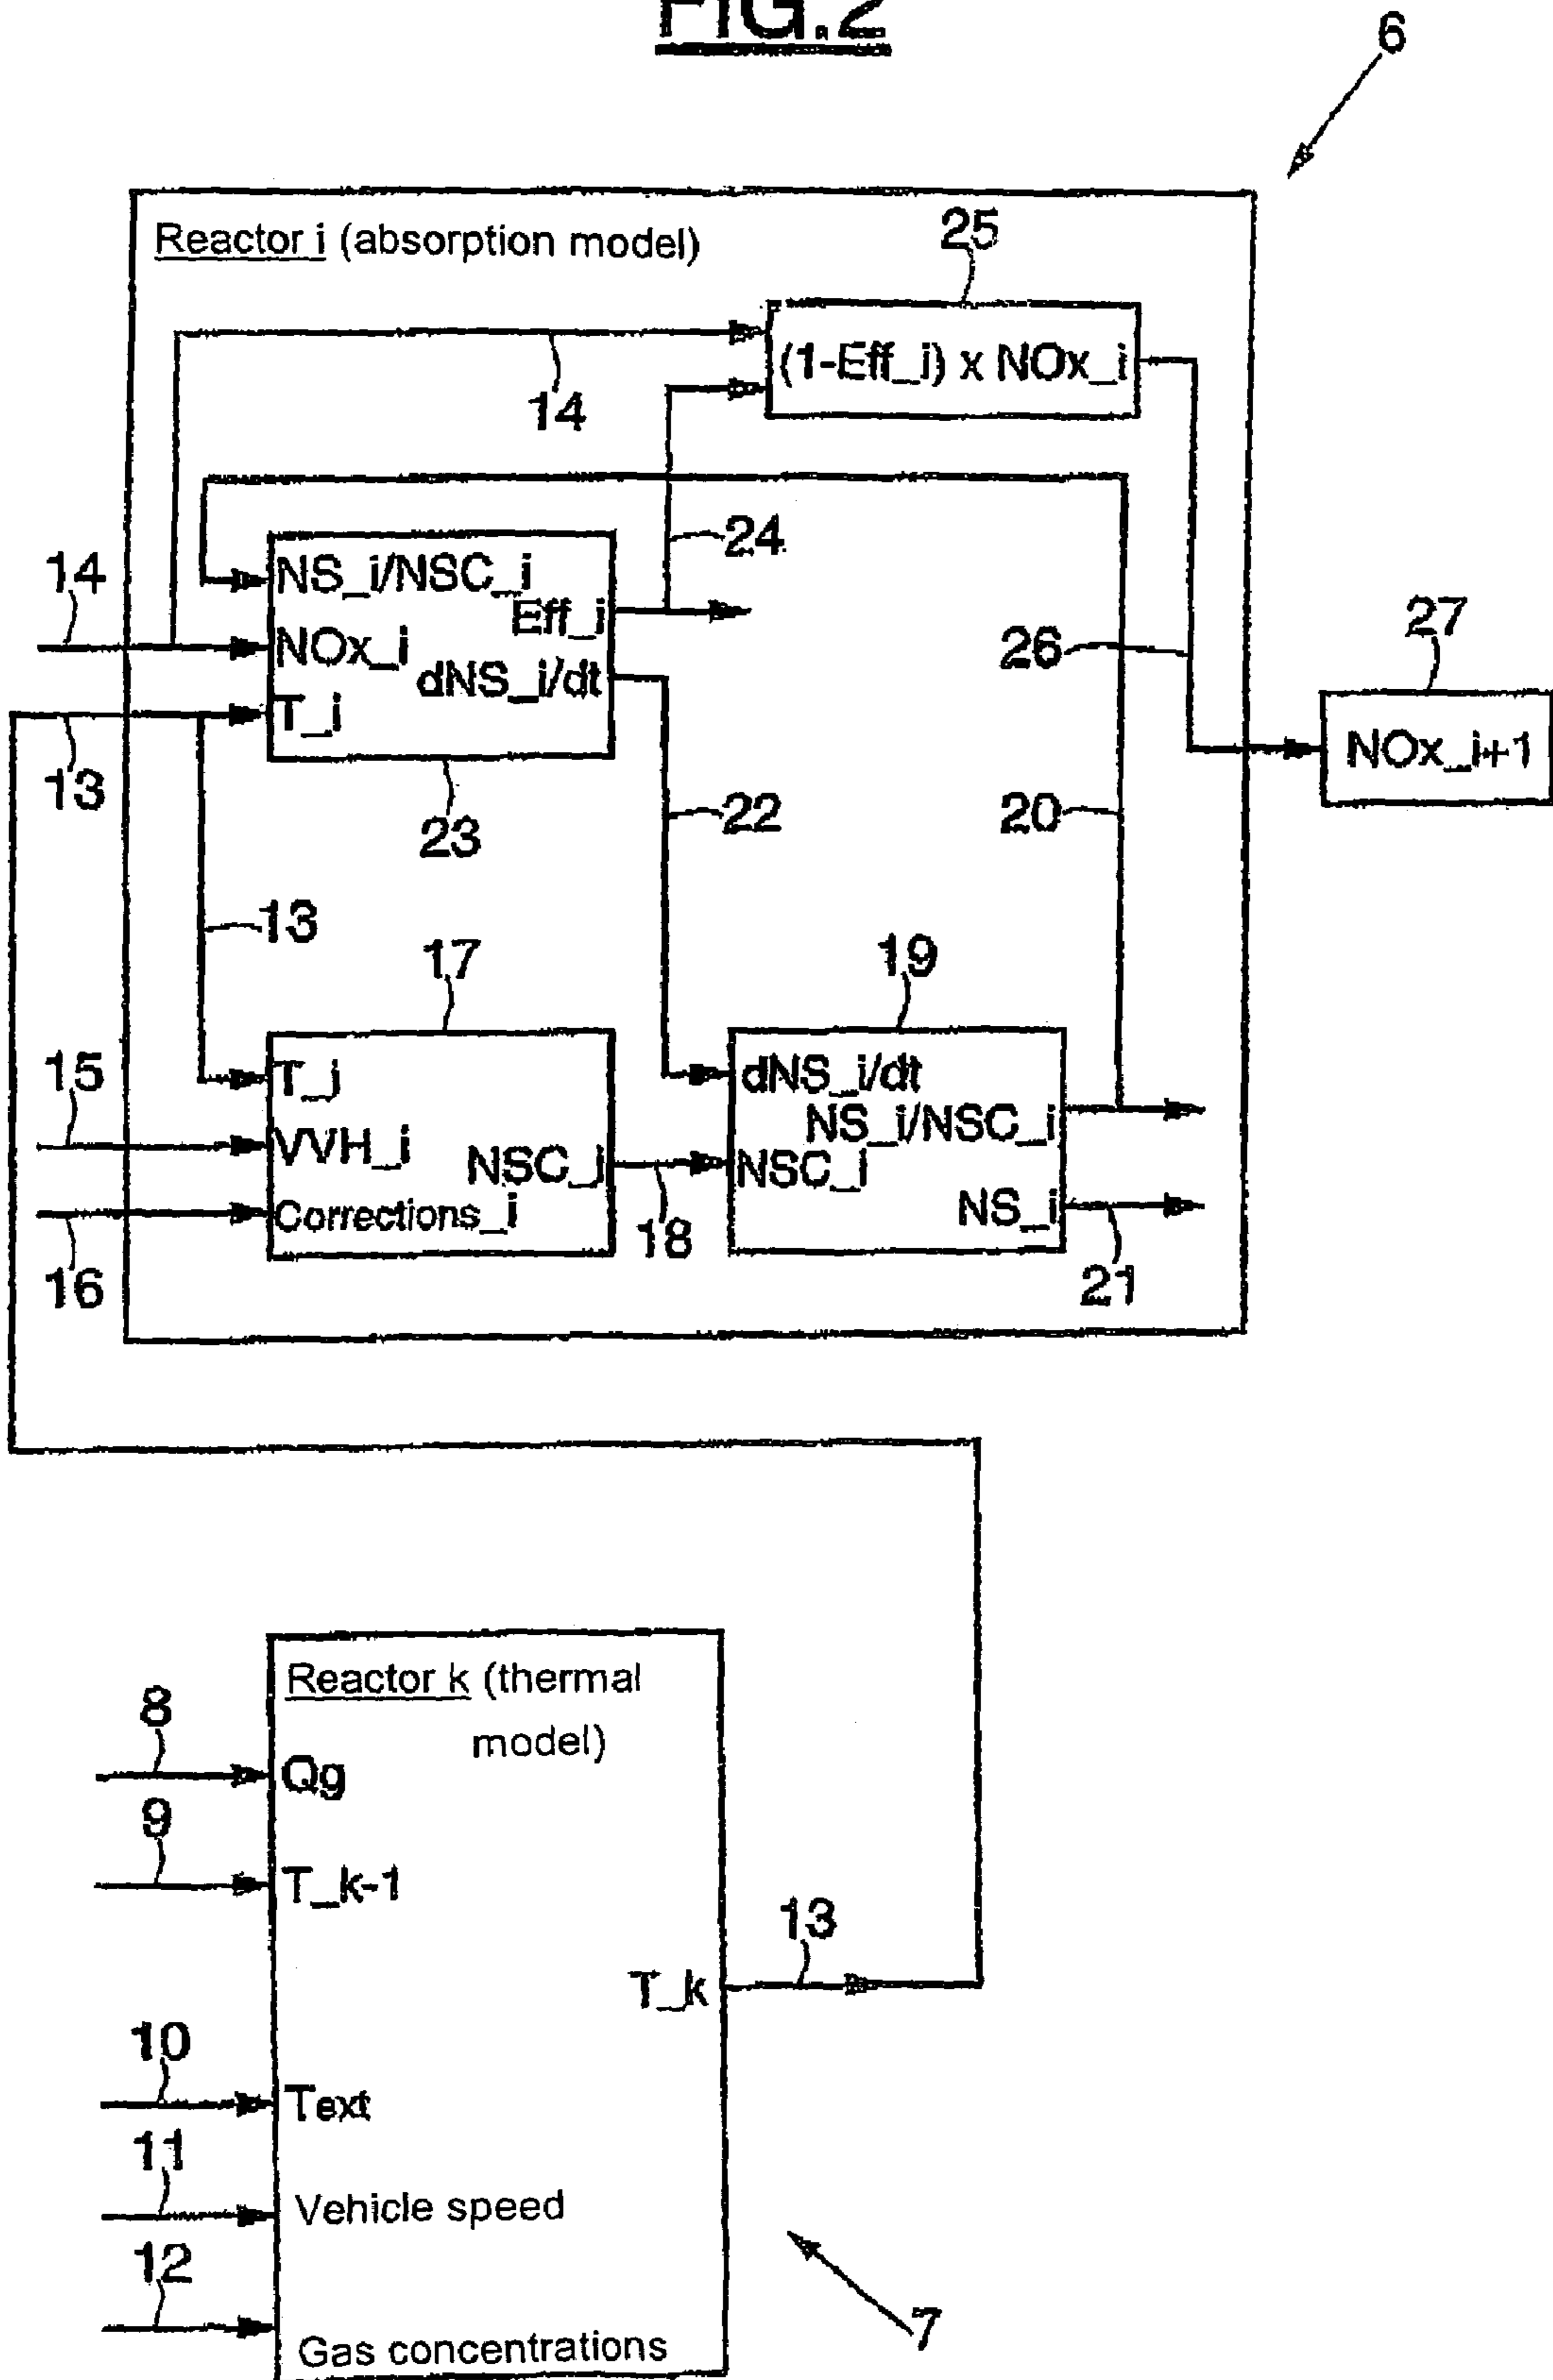 FIG.2
6
Reactor i (absorption model)
25
(1-Eff_i) x NOx_i
14
24
14
NS_i/NSC_i
Eff_i
NOx_i
dNS_i/dt
T_i
26
27
NOx_i+1
13
23
22
20
13
17
19
15
T_i
dNS_i/dt
NS_i/NSC_i
VVH_i
NSC_i
NSC_i
Corrections_i
NS_i
16
18
21
Reactor k (thermal
model)
8
Qg
9
T_k-1
13
T_k
10
Text
11
Vehicle speed
12
Gas concentrations
7